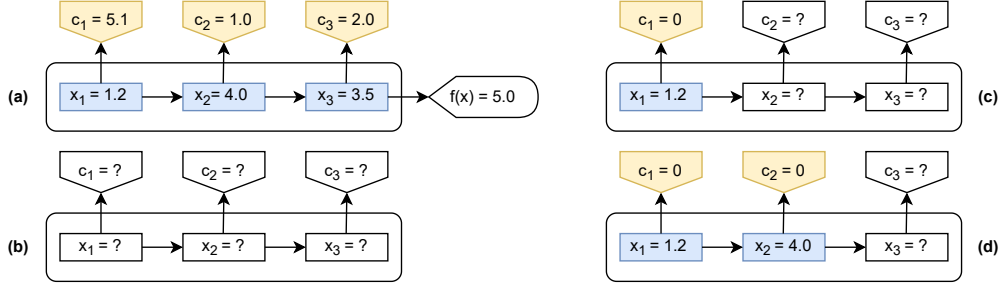 c₁ = 5.1 c₂ = 1.0 c₃ = 2.0
(a) x₁ = 1.2 x₂= 4.0 x₃ = 3.5 f(x) = 5.0
c₁ = ? c₂ = ? c₃ = ?
(b) x₁ = ? x₂ = ? x₃ = ?
c₁ = 0 c₂ = ? c₃ = ?
x₁ = 1.2 x₂ = ? x₃ = ? (c)
c₁ = 0 c₂ = 0 c₃ = ?
x₁ = 1.2 x₂ = 4.0 x₃ = ? (d)